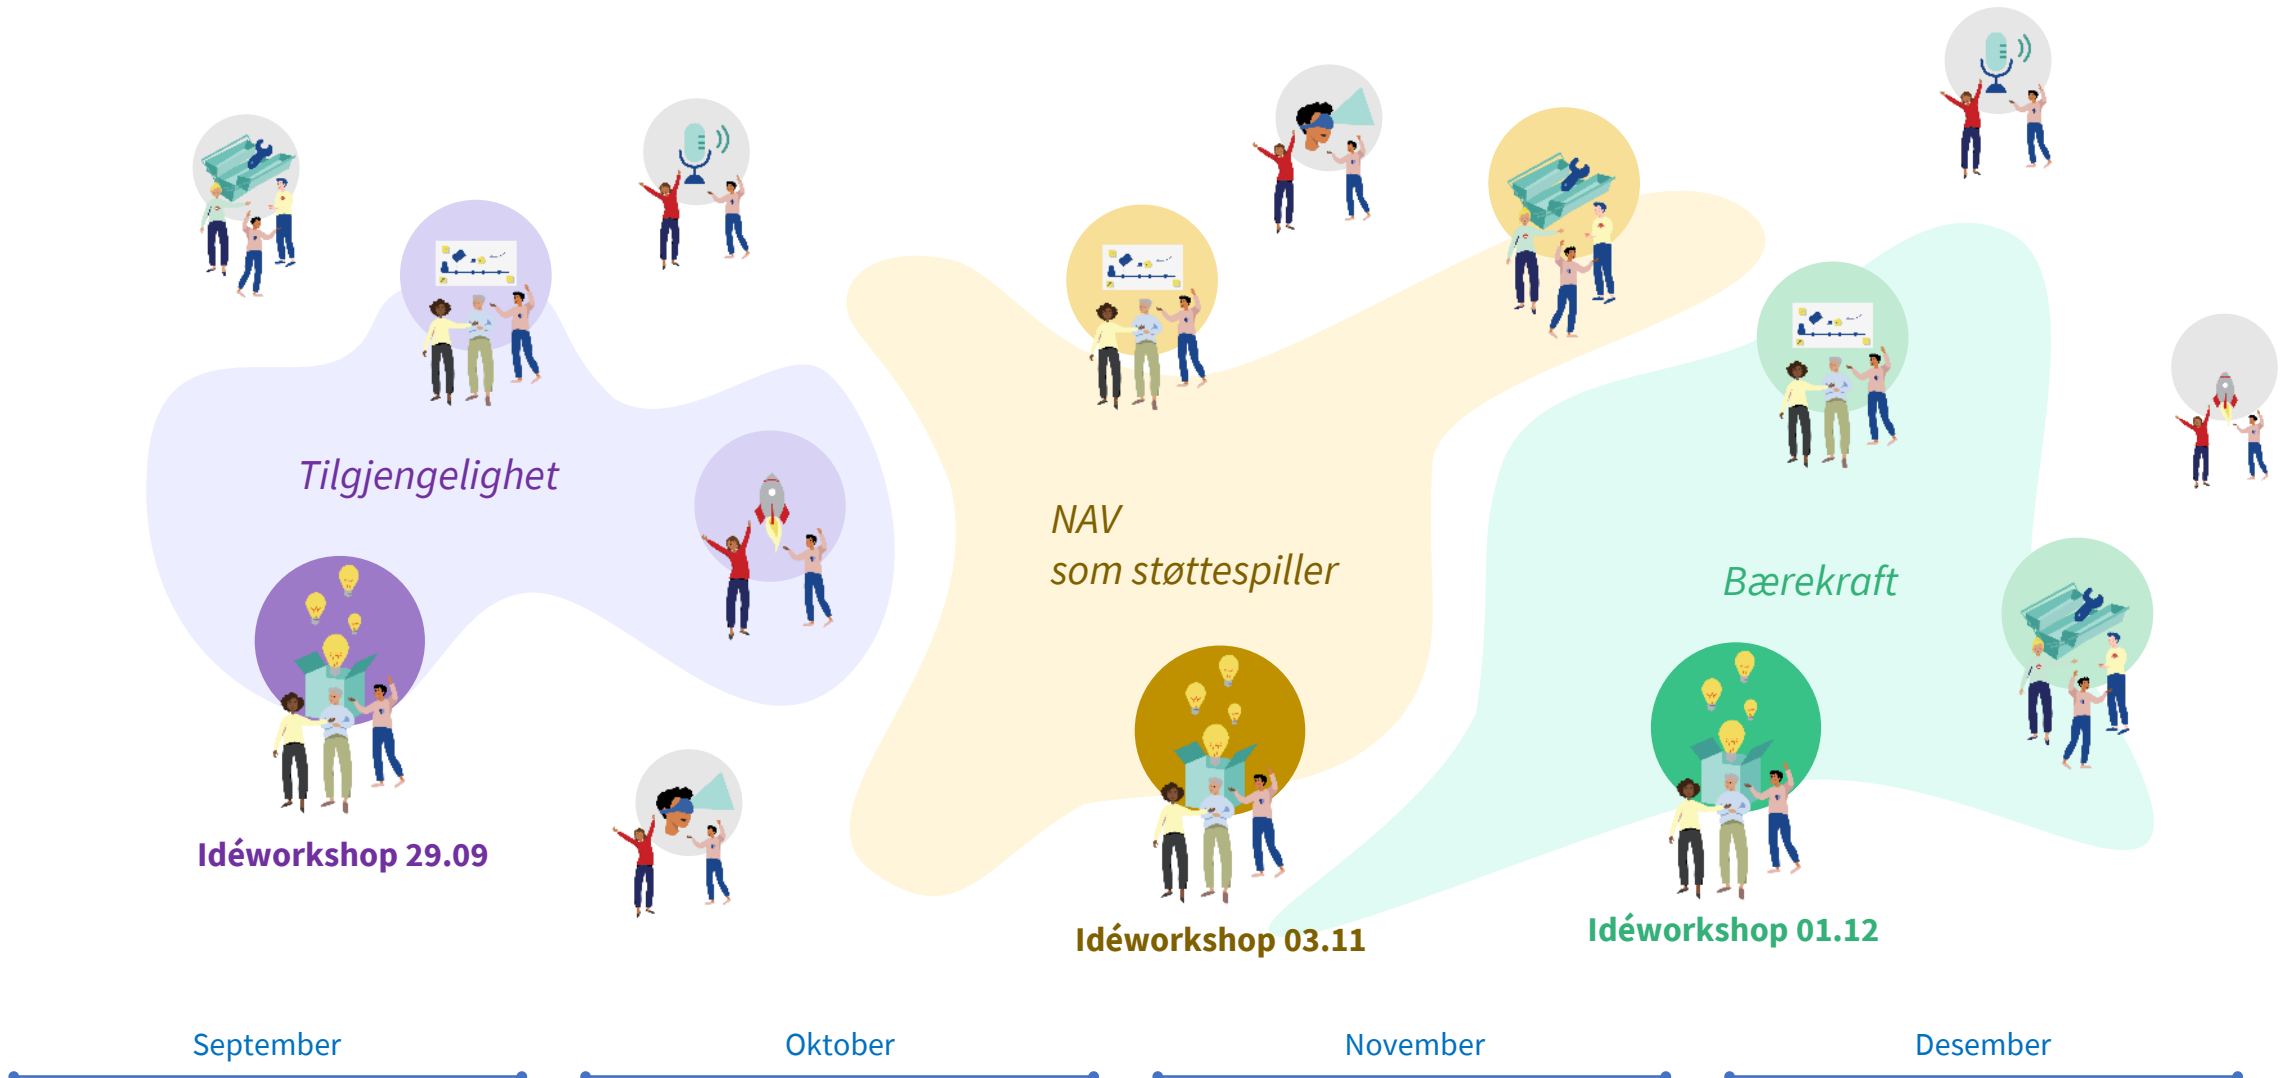 Tilgjengelighet
NAV
som støttespiller
Bærekraft
Idéworkshop 29.09
Idéworkshop 03.11
Idéworkshop 01.12
September
Oktober
November
Desember